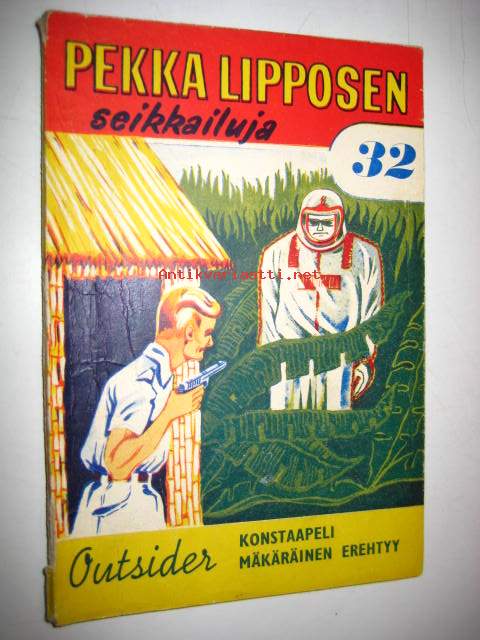 PEKKA LIPPOSEN
seikkailuja
32
Antikvariaatti.net
Outsider
KONSTAAPELI
MÄKÄRÄINEN EREHTYY